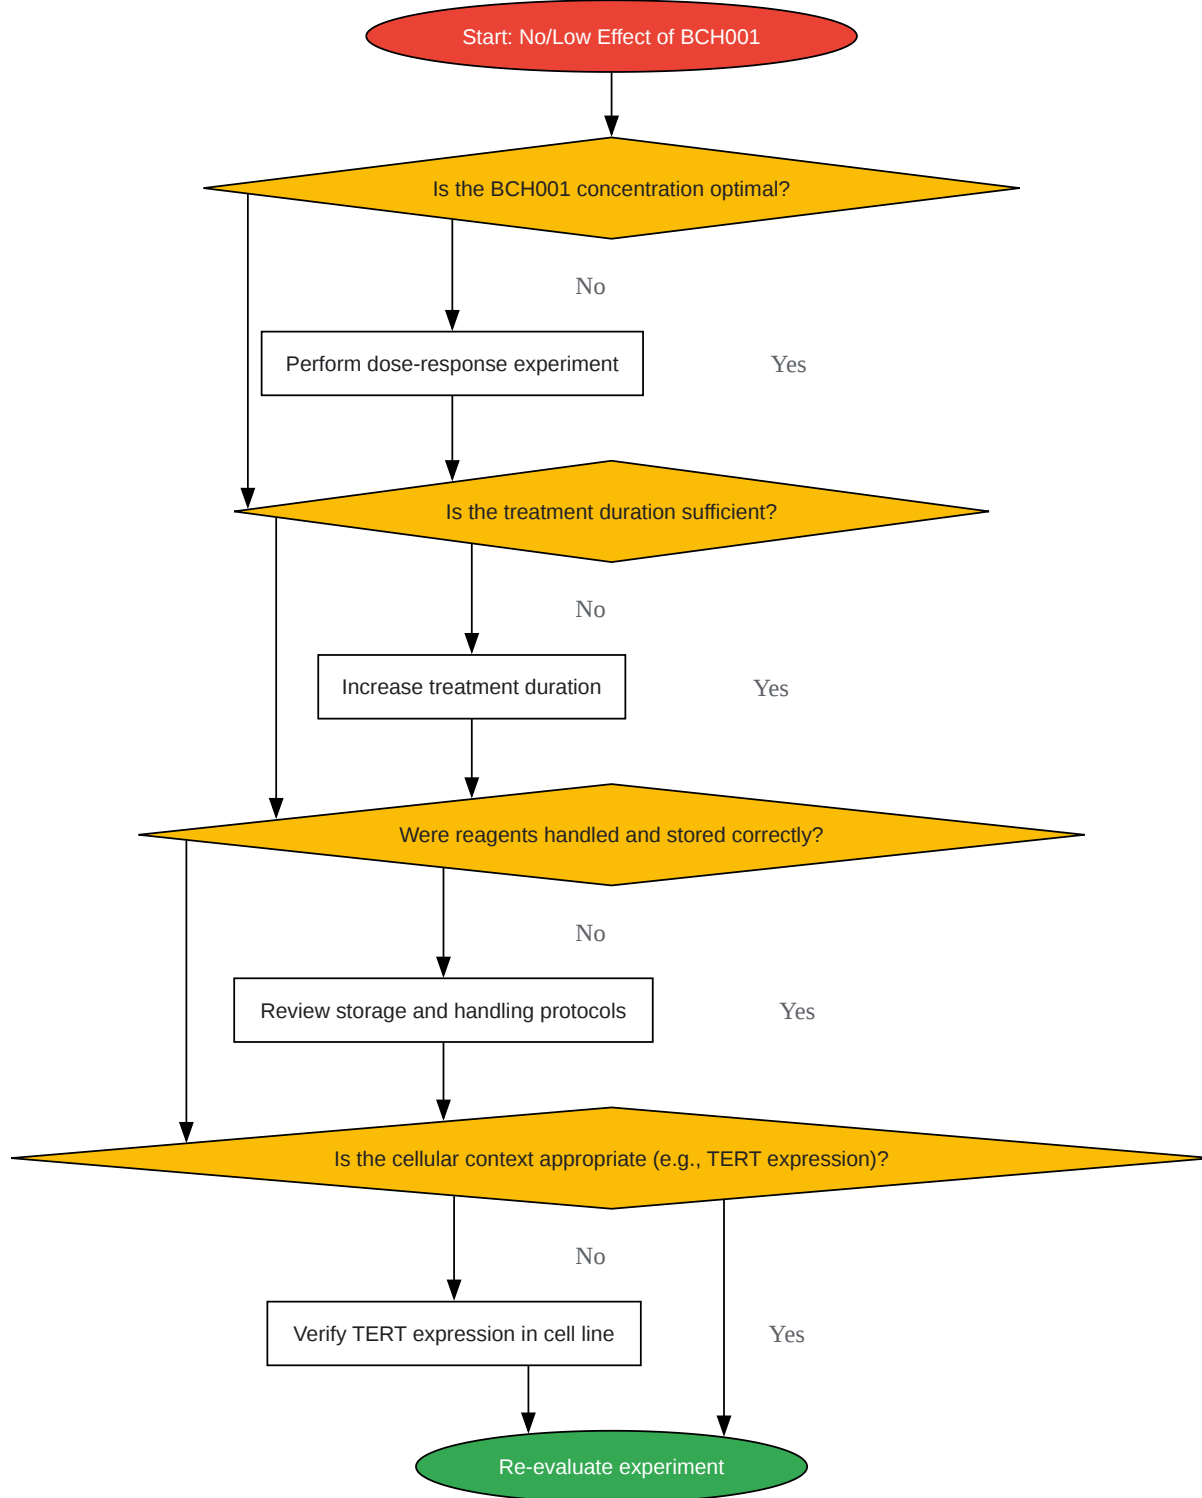 Start: No/Low Effect of BCH001
Is the BCH001 concentration optimal?
No
Perform dose-response experiment
Yes
Is the treatment duration sufficient?
No
Increase treatment duration
Yes
Were reagents handled and stored correctly?
No
Review storage and handling protocols
Yes
Is the cellular context appropriate (e.g., TERT expression)?
No
Verify TERT expression in cell line
Yes
Re-evaluate experiment